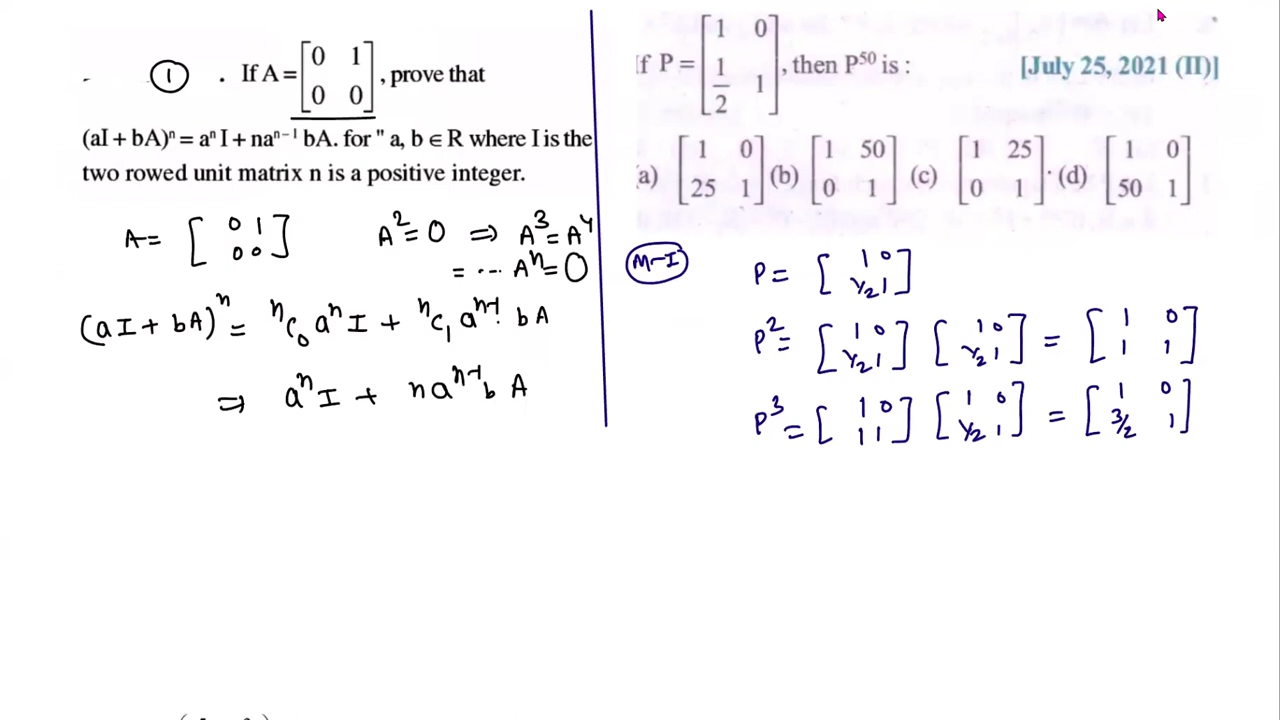 ① . If A = [0 1; 0 0], prove that
(aI + bA)ⁿ = aⁿ I + naⁿ⁻¹ bA. for " a, b ∈ R where I is the
two rowed unit matrix n is a positive integer.
A = [0 1; 0 0] A² = 0 ⇒ A³ = A⁴
= ... Aⁿ = 0
(aI + bA)ⁿ = ⁿC₀ aⁿ I + ⁿC₁ aⁿ⁻¹. bA
⇒ aⁿ I + naⁿ⁻¹ b A
If P = [1 0; 1/2 1], then P⁵⁰ is : [July 25, 2021 (II)]
a) [1 0; 25 1] (b) [1 50; 0 1] (c) [1 25; 0 1] . (d) [1 0; 50 1]
M-I P = [1 0; 1/2 1]
P² = [1 0; 1/2 1] [1 0; 1/2 1] = [1 0; 1 1]
P³ = [1 0; 1 1] [1 0; 1/2 1] = [1 0; 3/2 1]